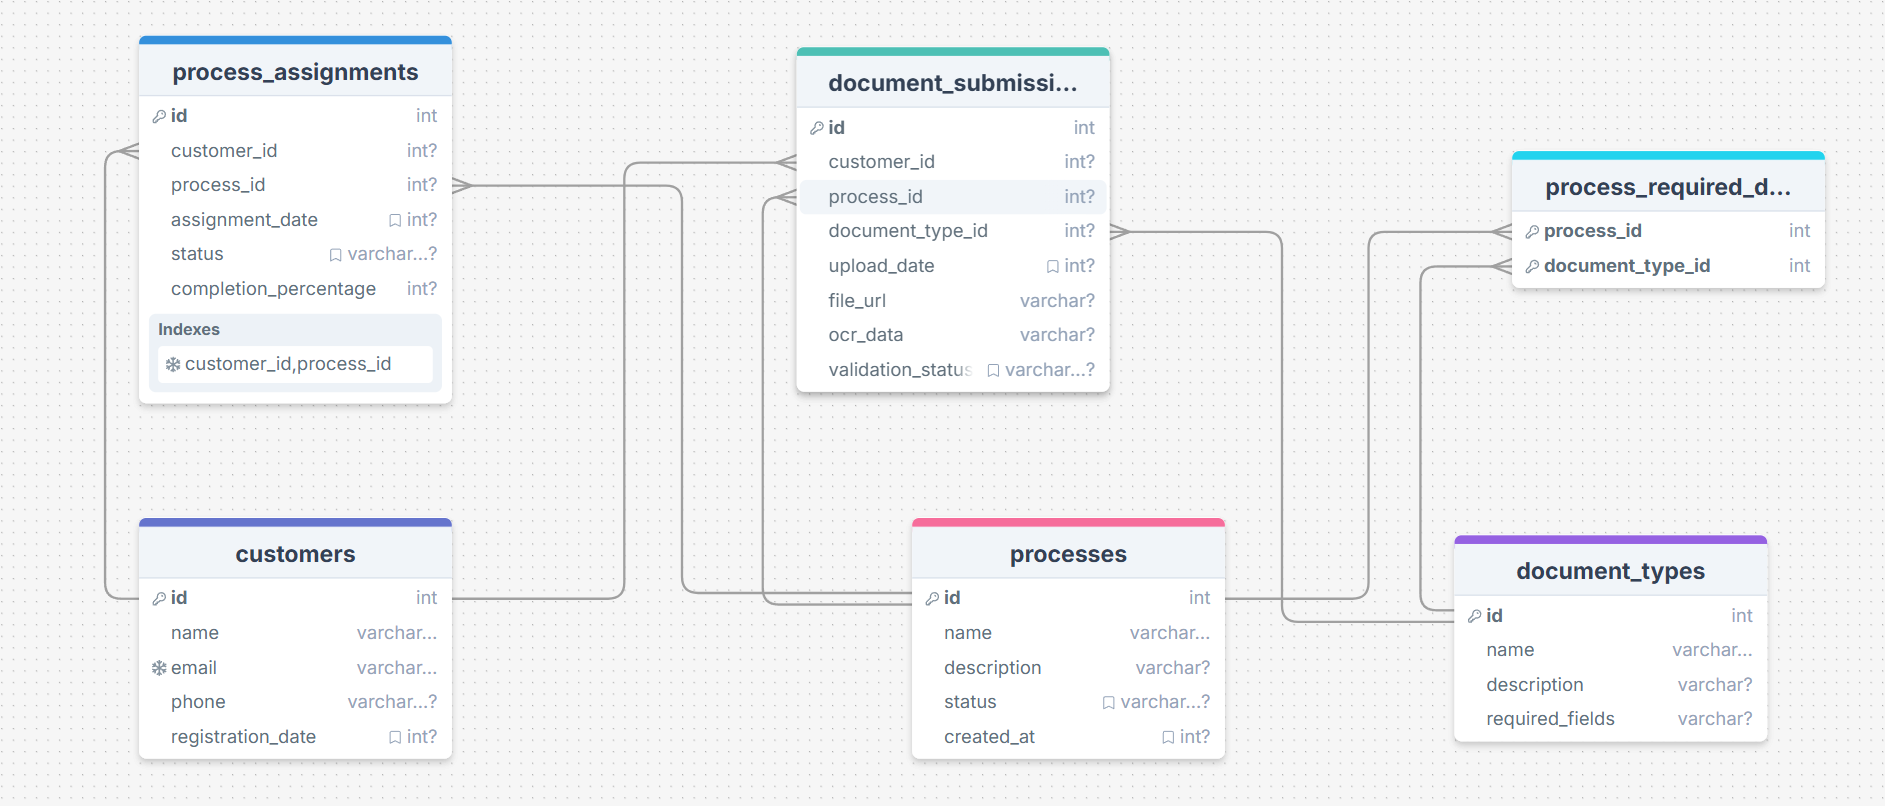 process_assignments
id int
customer_id int?
process_id int?
assignment_date int?
status varchar...?
completion_percentage int?
Indexes
customer_id,process_id
document_submissi...
id int
customer_id int?
process_id int?
document_type_id int?
upload_date int?
file_url varchar?
ocr_data varchar?
validation_status varchar...?
process_required_d...
process_id int
document_type_id int
customers
id int
name varchar...
email varchar...
phone varchar...?
registration_date int?
processes
id int
name varchar...
description varchar?
status varchar...?
created_at int?
document_types
id int
name varchar...
description varchar?
required_fields varchar?